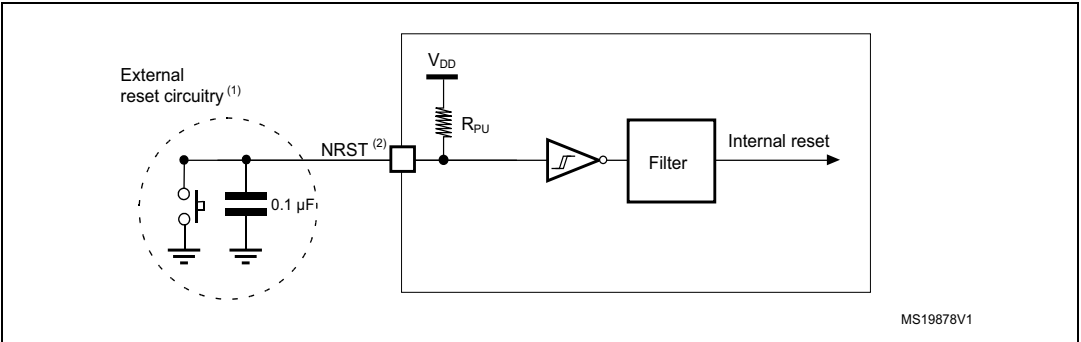 External
reset circuitry (1)
NRST (2)
VDD
RPU
0.1 µF
Filter
Internal reset
MS19878V1